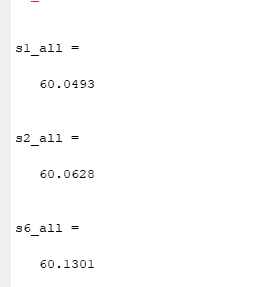 s1_all =
60.0493
s2_all =
60.0628
s6_all =
60.1301